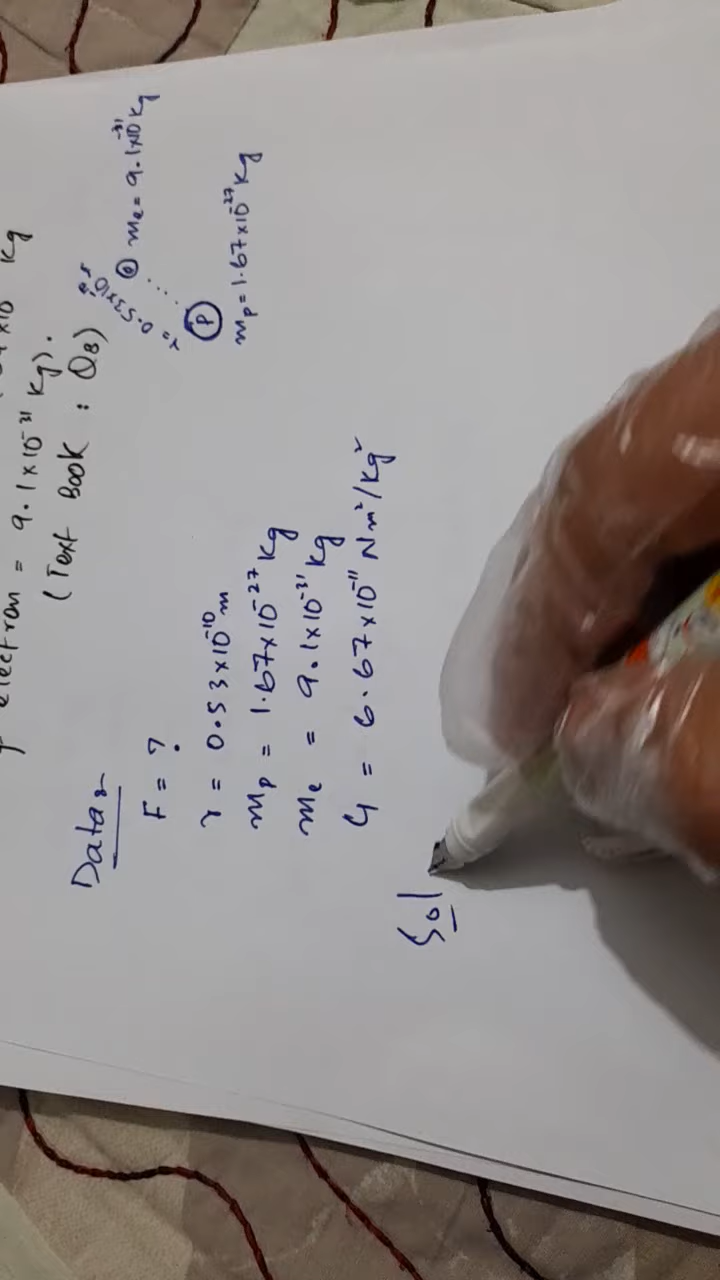 Kg
electron = 9.1×10⁻³¹ Kg).
(Text Book : Q8)
r = 0.53×10⁻¹⁰ m
e
mₑ = 9.1×10⁻³¹ Kg
P
mₚ = 1.67×10⁻²⁷ Kg
Data
F = ?
r = 0.53×10⁻¹⁰ m
mₚ = 1.67×10⁻²⁷ Kg
mₑ = 9.1×10⁻³¹ Kg
G = 6.67×10⁻¹¹ Nm²/Kg²
Sol